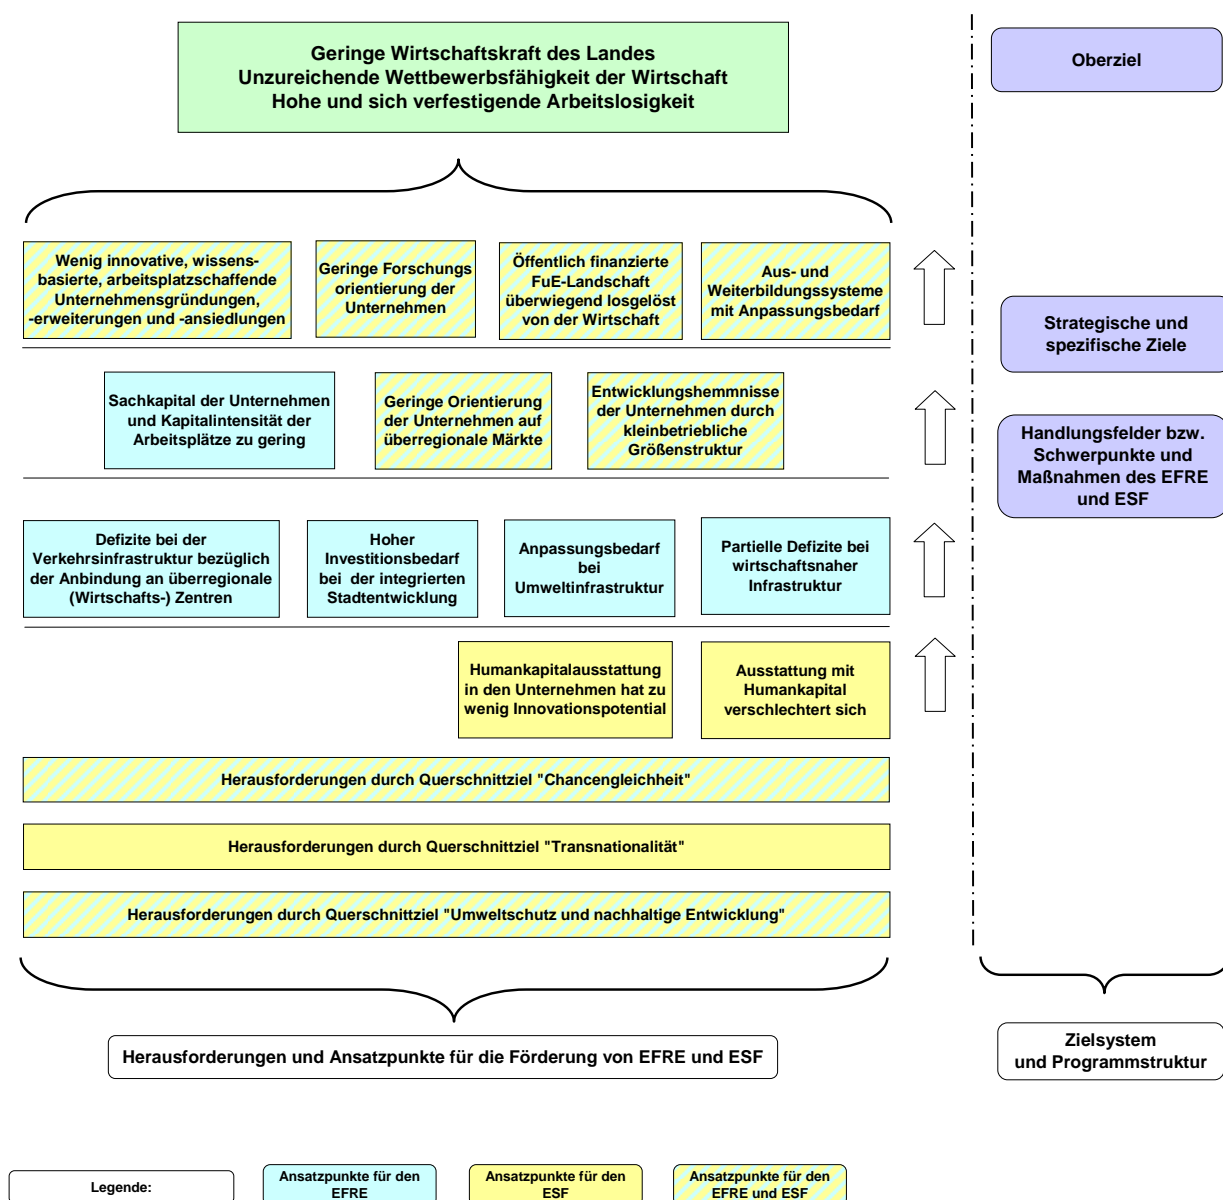 Geringe Wirtschaftskraft des Landes
Unzureichende Wettbewerbsfähigkeit der Wirtschaft
Hohe und sich verfestigende Arbeitslosigkeit
Oberziel
Wenig innovative, wissens-
basierte, arbeitsplatzschaffende
Unternehmensgründungen,
-erweiterungen und -ansiedlungen
Geringe Forschungs
orientierung der
Unternehmen
Öffentlich finanzierte
FuE-Landschaft
überwiegend losgelöst
von der Wirtschaft
Aus- und
Weiterbildungssysteme
mit Anpassungsbedarf
Strategische und
spezifische Ziele
Sachkapital der Unternehmen
und Kapitalintensität der
Arbeitsplätze zu gering
Geringe Orientierung
der Unternehmen auf
überregionale Märkte
Entwicklungshemmnisse
der Unternehmen durch
kleinbetriebliche
Größenstruktur
Handlungsfelder bzw.
Schwerpunkte und
Maßnahmen des EFRE
und ESF
Defizite bei der
Verkehrsinfrastruktur bezüglich
der Anbindung an überregionale
(Wirtschafts-) Zentren
Hoher
Investitionsbedarf
bei der integrierten
Stadtentwicklung
Anpassungsbedarf
bei
Umweltinfrastruktur
Partielle Defizite bei
wirtschaftsnaher
Infrastruktur
Humankapitalausstattung
in den Unternehmen hat zu
wenig Innovationspotential
Ausstattung mit
Humankapital
verschlechtert sich
Herausforderungen durch Querschnittziel "Chancengleichheit"
Herausforderungen durch Querschnittziel "Transnationalität"
Herausforderungen durch Querschnittziel "Umweltschutz und nachhaltige Entwicklung"
Herausforderungen und Ansatzpunkte für die Förderung von EFRE und ESF
Zielsystem
und Programmstruktur
Legende:
Ansatzpunkte für den
EFRE
Ansatzpunkte für den
ESF
Ansatzpunkte für den
EFRE und ESF